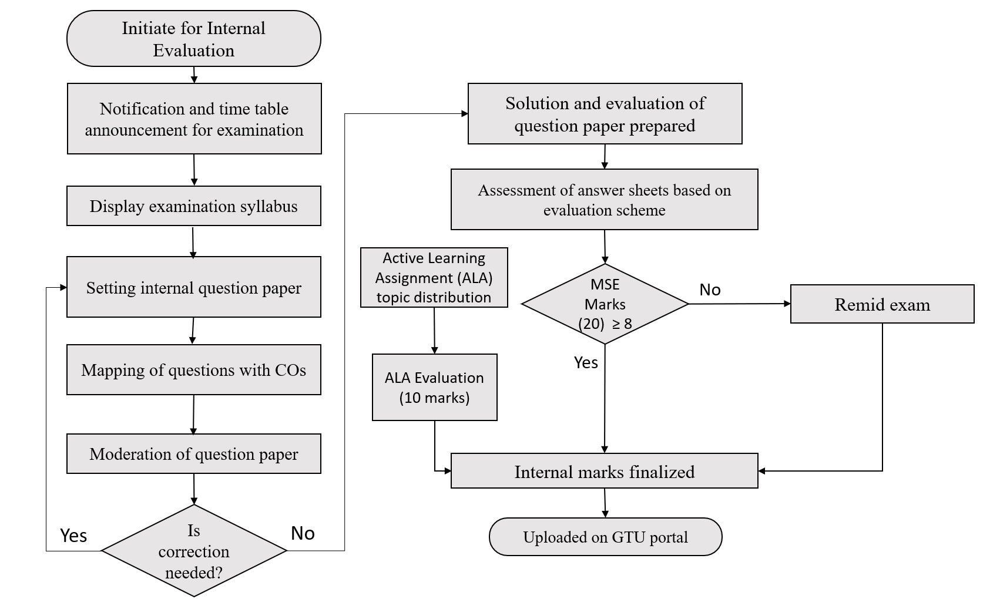 Initiate for Internal
Evaluation
Notification and time table
announcement for examination
Display examination syllabus
Setting internal question paper
Mapping of questions with COs
Moderation of question paper
Is
correction
needed?
Yes
No
Solution and evaluation of
question paper prepared
Assessment of answer sheets based on
evaluation scheme
Active Learning
Assignment (ALA)
topic distribution
ALA Evaluation
(10 marks)
MSE
Marks
(20) ≥ 8
No
Remid exam
Yes
Internal marks finalized
Uploaded on GTU portal